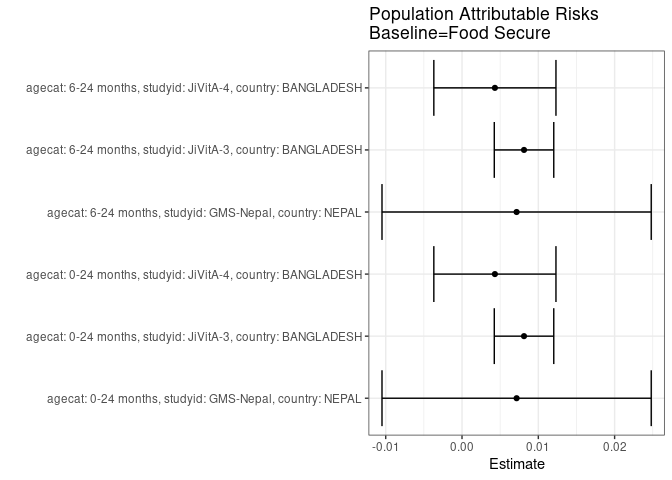 Population Attributable Risks
Baseline=Food Secure
agecat: 6-24 months, studyid: JiVitA-4, country: BANGLADESH
agecat: 6-24 months, studyid: JiVitA-3, country: BANGLADESH
agecat: 6-24 months, studyid: GMS-Nepal, country: NEPAL
agecat: 0-24 months, studyid: JiVitA-4, country: BANGLADESH
agecat: 0-24 months, studyid: JiVitA-3, country: BANGLADESH
agecat: 0-24 months, studyid: GMS-Nepal, country: NEPAL
-0.01 0.00 0.01 0.02
Estimate